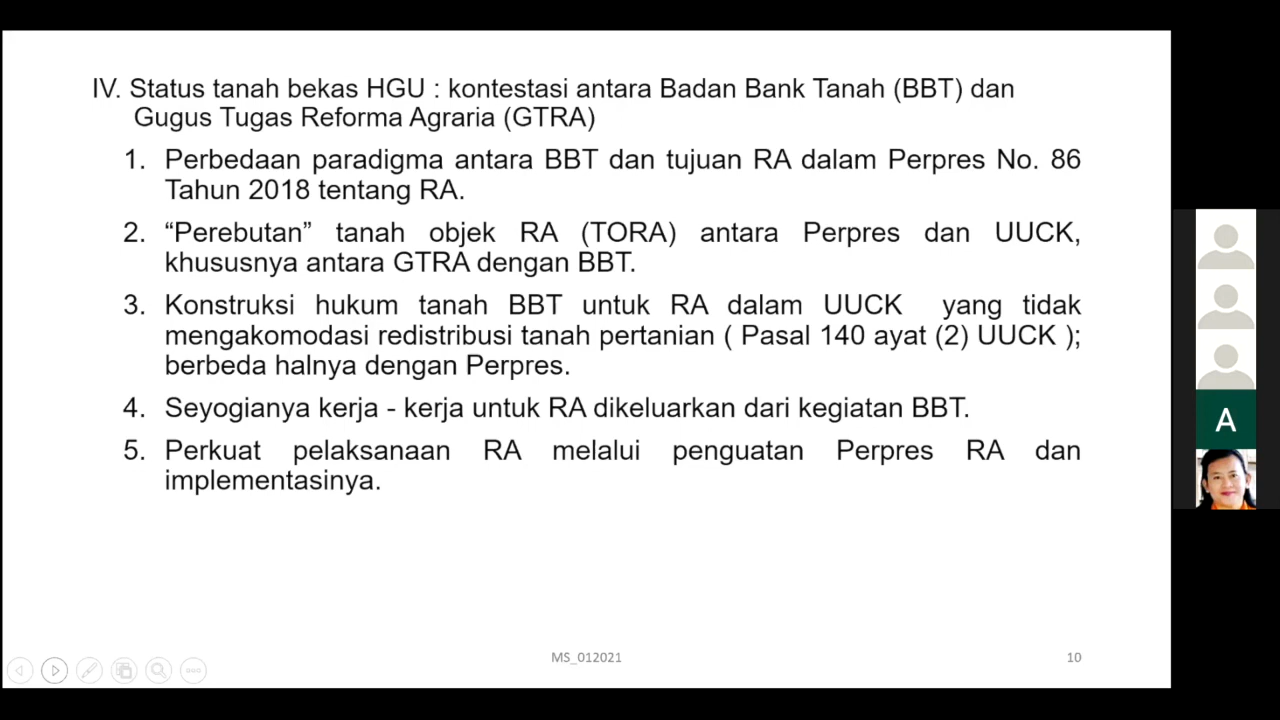 IV. Status tanah bekas HGU : kontestasi antara Badan Bank Tanah (BBT) dan
Gugus Tugas Reforma Agraria (GTRA)
1. Perbedaan paradigma antara BBT dan tujuan RA dalam Perpres No. 86
Tahun 2018 tentang RA.
2. “Perebutan” tanah objek RA (TORA) antara Perpres dan UUCK,
khususnya antara GTRA dengan BBT.
3. Konstruksi hukum tanah BBT untuk RA dalam UUCK yang tidak
mengakomodasi redistribusi tanah pertanian ( Pasal 140 ayat (2) UUCK );
berbeda halnya dengan Perpres.
4. Seyogianya kerja - kerja untuk RA dikeluarkan dari kegiatan BBT.
5. Perkuat pelaksanaan RA melalui penguatan Perpres RA dan
implementasinya.
MS_012021
10
A